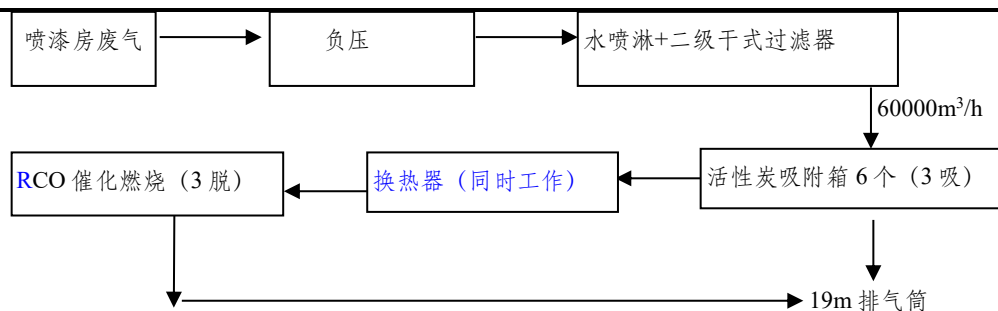 喷漆房废气
负压
水喷淋+二级干式过滤器
60000m³/h
RCO 催化燃烧（3 脱）
换热器（同时工作）
活性炭吸附箱 6 个（3 吸）
19m 排气筒